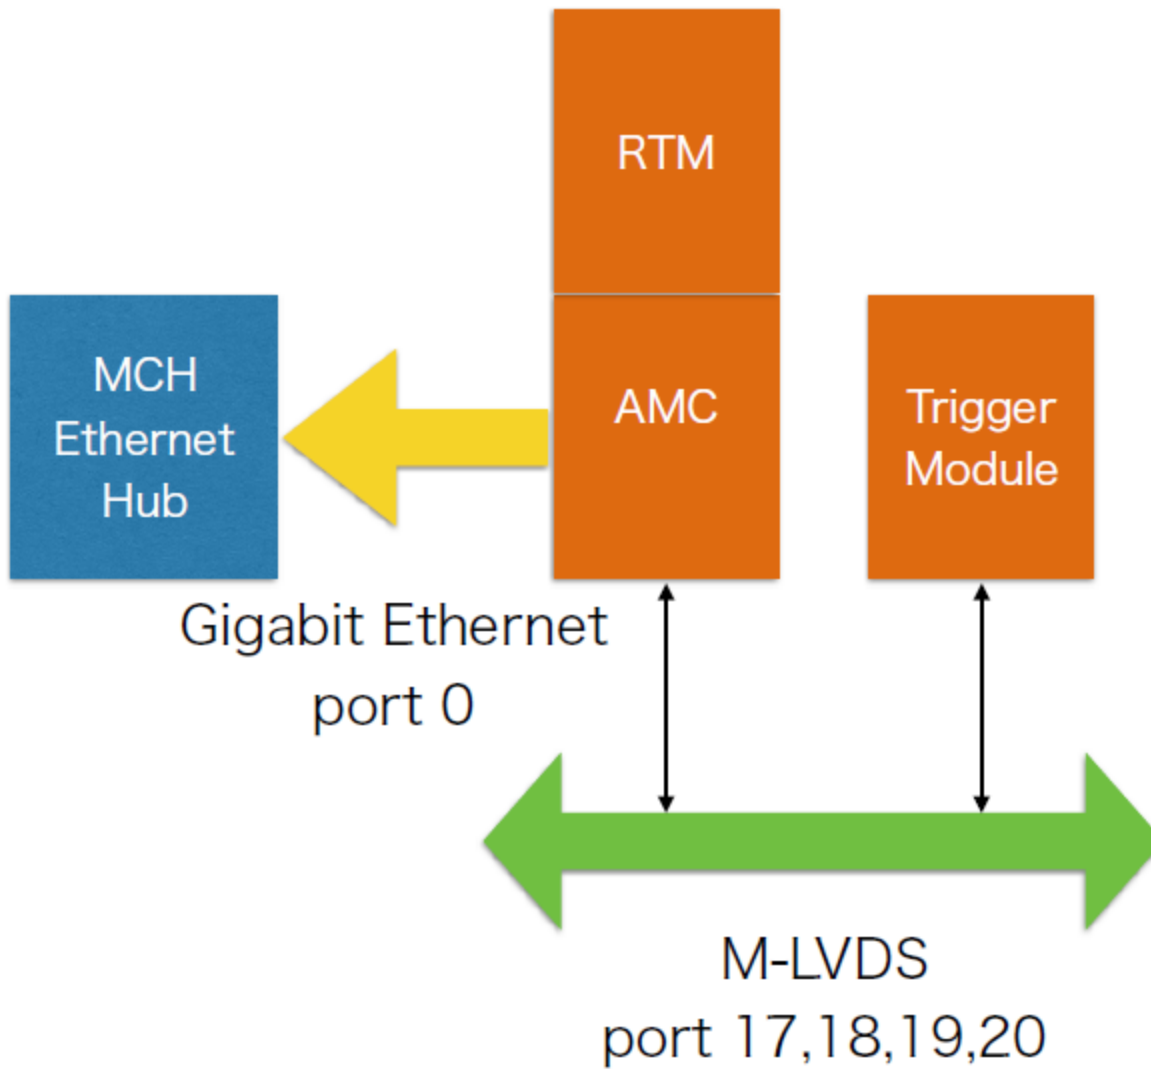 RTM
MCH
Ethernet
Hub
AMC
Trigger
Module
Gigabit Ethernet
port 0
M-LVDS
port 17,18,19,20